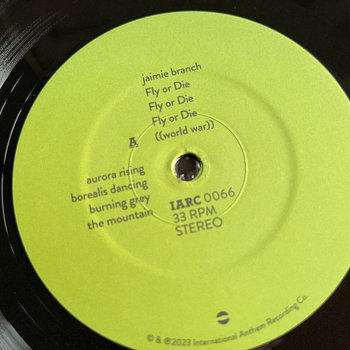 jaimie branch
Fly or Die
Fly or Die
Fly or Die
((world war))
A
aurora rising
borealis dancing
burning grey
the mountain
IARC 0066
33 RPM
STEREO
© & ℗2023 International Anthem Recording Co.